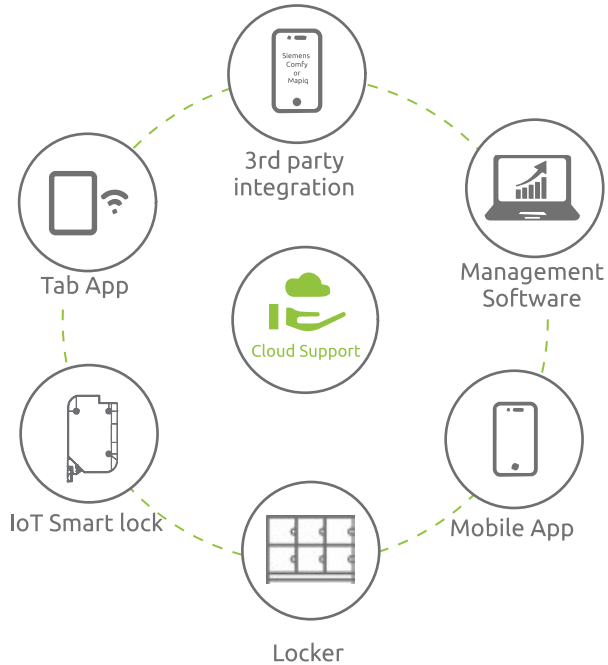 Siemens
Comfy
or
Mapiq
3rd party
integration
Tab App
Management
Software
Cloud Support
IoT Smart lock
Mobile App
Locker